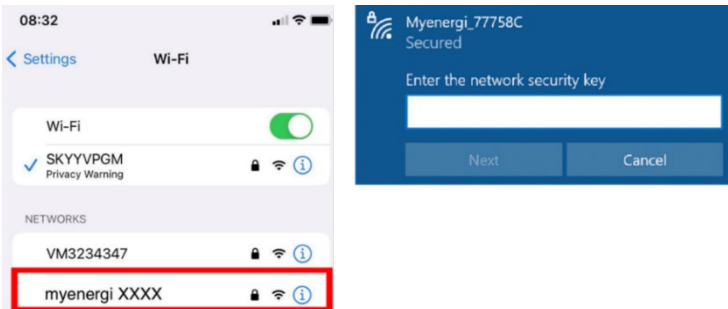 08:32
Settings
Wi-Fi
Wi-Fi
SKYYVPGM
Privacy Warning
NETWORKS
VM3234347
myenergi XXXX
Myenergi_77758C
Secured
Enter the network security key
Next
Cancel